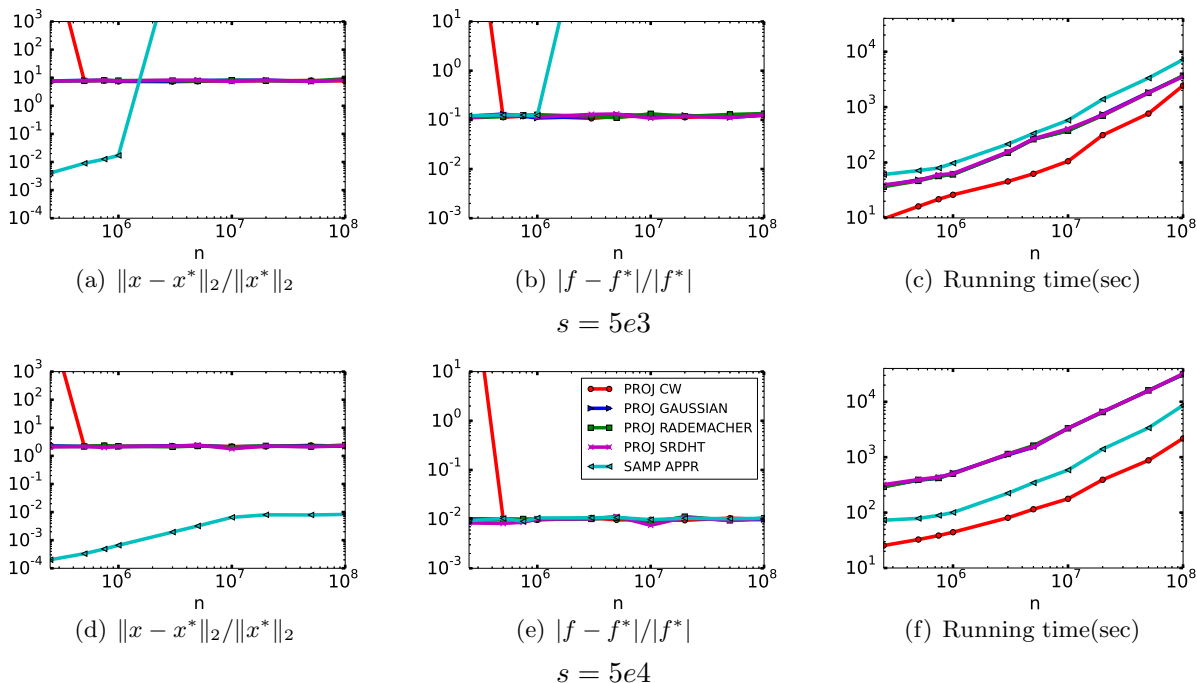 10^3
10^2
10^1
10^0
10^-1
10^-2
10^-3
10^-4
10^6 10^7 10^8
n
(a) ‖x − x*‖₂/‖x*‖₂
10^1
10^0
10^-1
10^-2
10^-3
10^6 10^7 10^8
n
(b) |f − f*|/|f*|
10^4
10^3
10^2
10^1
10^6 10^7 10^8
n
(c) Running time(sec)
s = 5e3
10^3
10^2
10^1
10^0
10^-1
10^-2
10^-3
10^-4
10^6 10^7 10^8
n
(d) ‖x − x*‖₂/‖x*‖₂
10^1
10^0
10^-1
10^-2
10^-3
PROJ CW
PROJ GAUSSIAN
PROJ RADEMACHER
PROJ SRDHT
SAMP APPR
10^6 10^7 10^8
n
(e) |f − f*|/|f*|
10^4
10^3
10^2
10^1
10^6 10^7 10^8
n
(f) Running time(sec)
s = 5e4